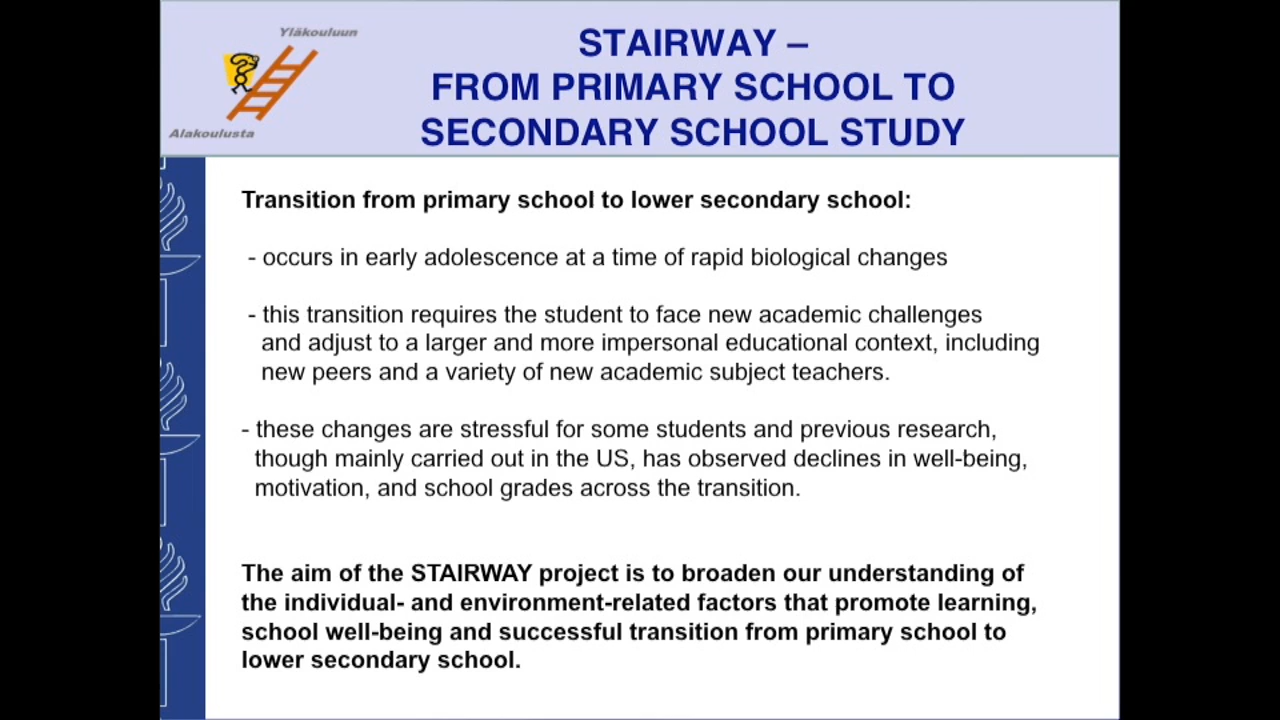 Yläkouluun
Alakoulusta
STAIRWAY –
FROM PRIMARY SCHOOL TO
SECONDARY SCHOOL STUDY
Transition from primary school to lower secondary school:
- occurs in early adolescence at a time of rapid biological changes
- this transition requires the student to face new academic challenges
and adjust to a larger and more impersonal educational context, including
new peers and a variety of new academic subject teachers.
- these changes are stressful for some students and previous research,
though mainly carried out in the US, has observed declines in well-being,
motivation, and school grades across the transition.
The aim of the STAIRWAY project is to broaden our understanding of
the individual- and environment-related factors that promote learning,
school well-being and successful transition from primary school to
lower secondary school.